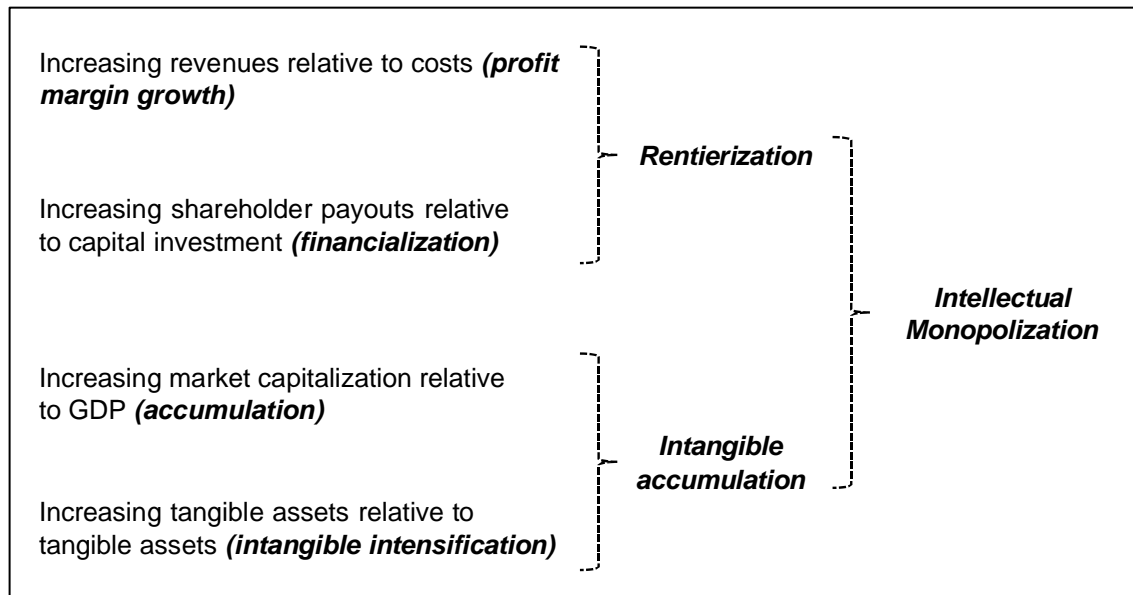 Increasing revenues relative to costs (profit
margin growth)
Rentierization
Increasing shareholder payouts relative
to capital investment (financialization)
Intellectual
Monopolization
Increasing market capitalization relative
to GDP (accumulation)
Intangible
accumulation
Increasing tangible assets relative to
tangible assets (intangible intensification)